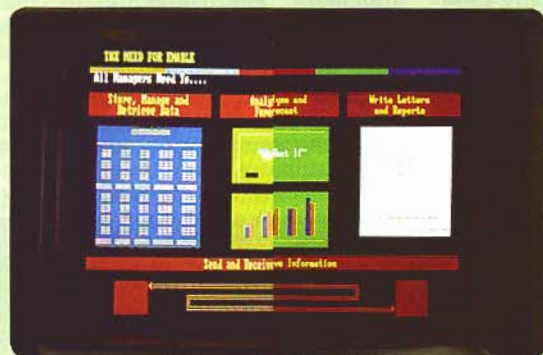 THE NEED FOR ENABLE
All Managers Need To....
Store, Manage and
Retrieve Data
Analyse and
Forecast
Write Letters
and Reports
"What If"
Send and Receive Information